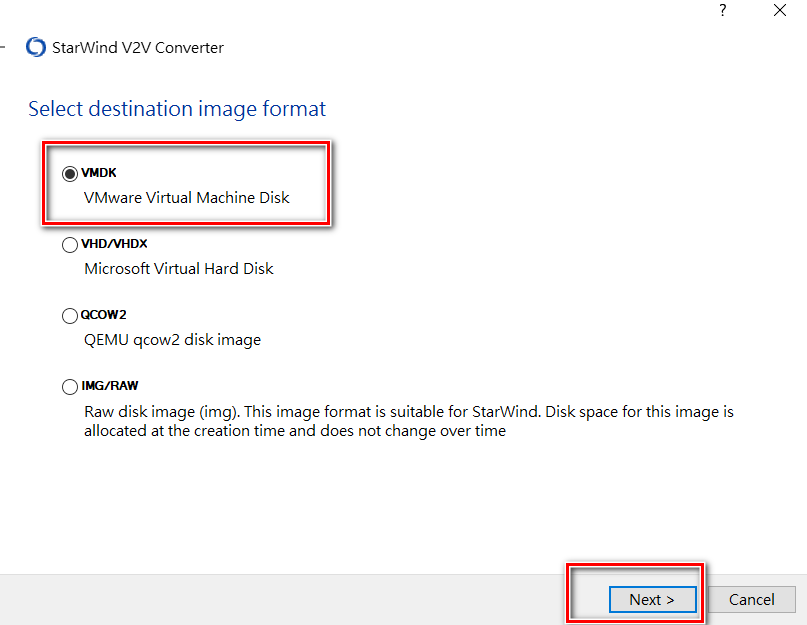 ?
StarWind V2V Converter
Select destination image format
VMDK
VMware Virtual Machine Disk
VHD/VHDX
Microsoft Virtual Hard Disk
QCOW2
QEMU qcow2 disk image
IMG/RAW
Raw disk image (img). This image format is suitable for StarWind. Disk space for this image is
allocated at the creation time and does not change over time
Next >
Cancel